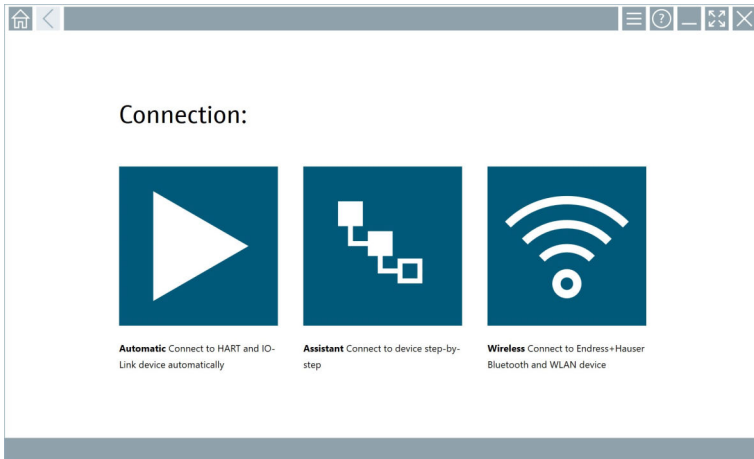 Connection:
Automatic Connect to HART and IO-
Link device automatically
Assistant Connect to device step-by-
step
Wireless Connect to Endress+Hauser
Bluetooth and WLAN device